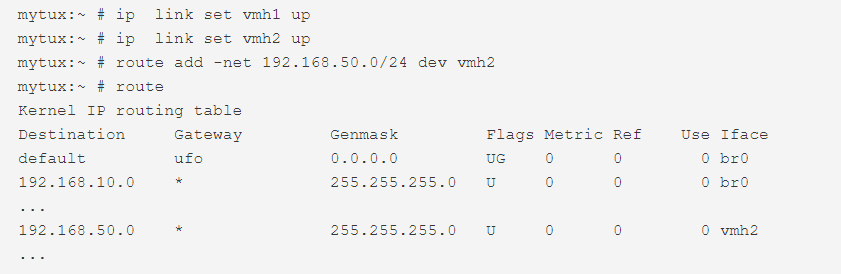 mytux:~ # ip  link set vmh1 up
mytux:~ # ip  link set vmh2 up
mytux:~ # route add -net 192.168.50.0/24 dev vmh2
mytux:~ # route
Kernel IP routing table
Destination     Gateway         Genmask         Flags Metric Ref    Use Iface
default         ufo             0.0.0.0         UG    0      0        0 br0
192.168.10.0    *               255.255.255.0   U     0      0        0 br0
...
192.168.50.0    *               255.255.255.0   U     0      0        0 vmh2
...